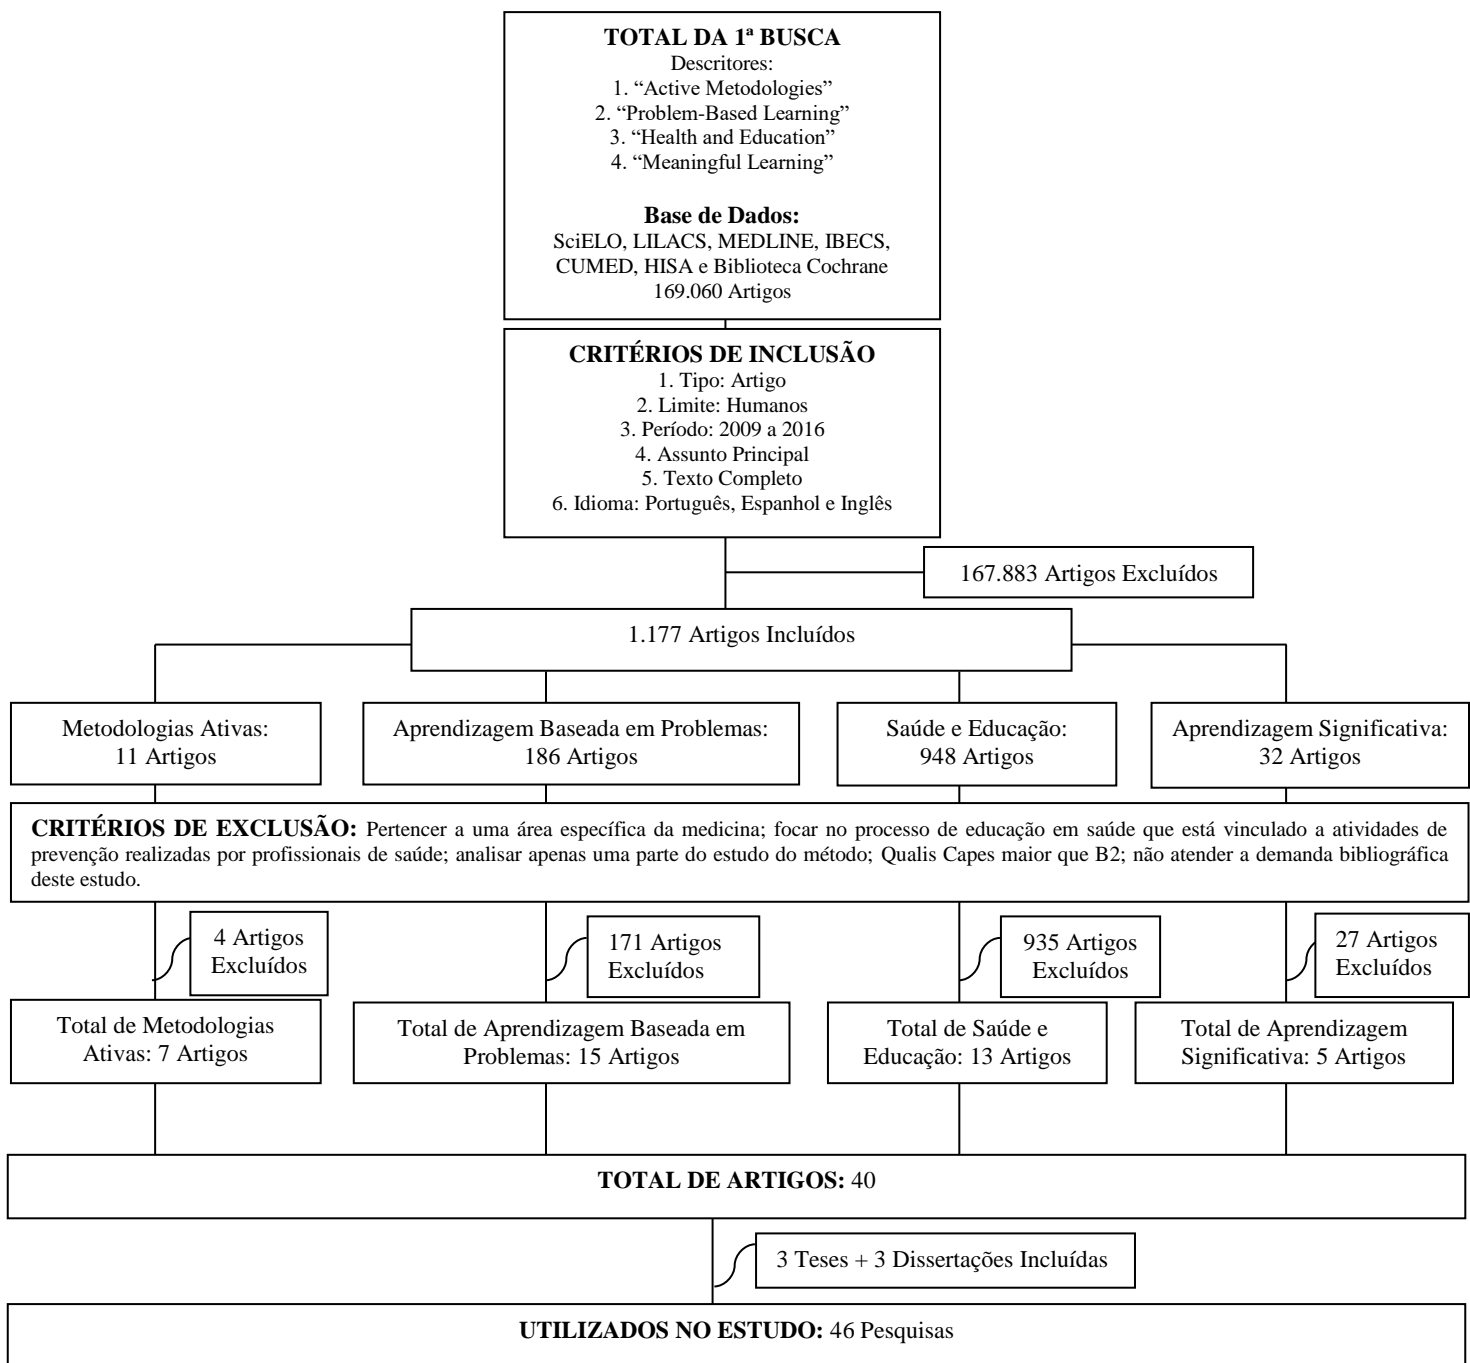 TOTAL DA 1ª BUSCA
Descritores:
1. “Active Metodologies”
2. “Problem-Based Learning”
3. “Health and Education”
4. “Meaningful Learning”
Base de Dados:
SciELO, LILACS, MEDLINE, IBECS,
CUMED, HISA e Biblioteca Cochrane
169.060 Artigos
CRITÉRIOS DE INCLUSÃO
1. Tipo: Artigo
2. Limite: Humanos
3. Período: 2009 a 2016
4. Assunto Principal
5. Texto Completo
6. Idioma: Português, Espanhol e Inglês
167.883 Artigos Excluídos
1.177 Artigos Incluídos
Metodologias Ativas:
11 Artigos
Aprendizagem Baseada em Problemas:
186 Artigos
Saúde e Educação:
948 Artigos
Aprendizagem Significativa:
32 Artigos
CRITÉRIOS DE EXCLUSÃO: Pertencer a uma área específica da medicina; focar no processo de educação em saúde que está vinculado a atividades de
prevenção realizadas por profissionais de saúde; analisar apenas uma parte do estudo do método; Qualis Capes maior que B2; não atender a demanda bibliográfica
deste estudo.
4 Artigos
Excluídos
171 Artigos
Excluídos
935 Artigos
Excluídos
27 Artigos
Excluídos
Total de Metodologias
Ativas: 7 Artigos
Total de Aprendizagem Baseada em
Problemas: 15 Artigos
Total de Saúde e
Educação: 13 Artigos
Total de Aprendizagem
Significativa: 5 Artigos
TOTAL DE ARTIGOS: 40
3 Teses + 3 Dissertações Incluídas
UTILIZADOS NO ESTUDO: 46 Pesquisas